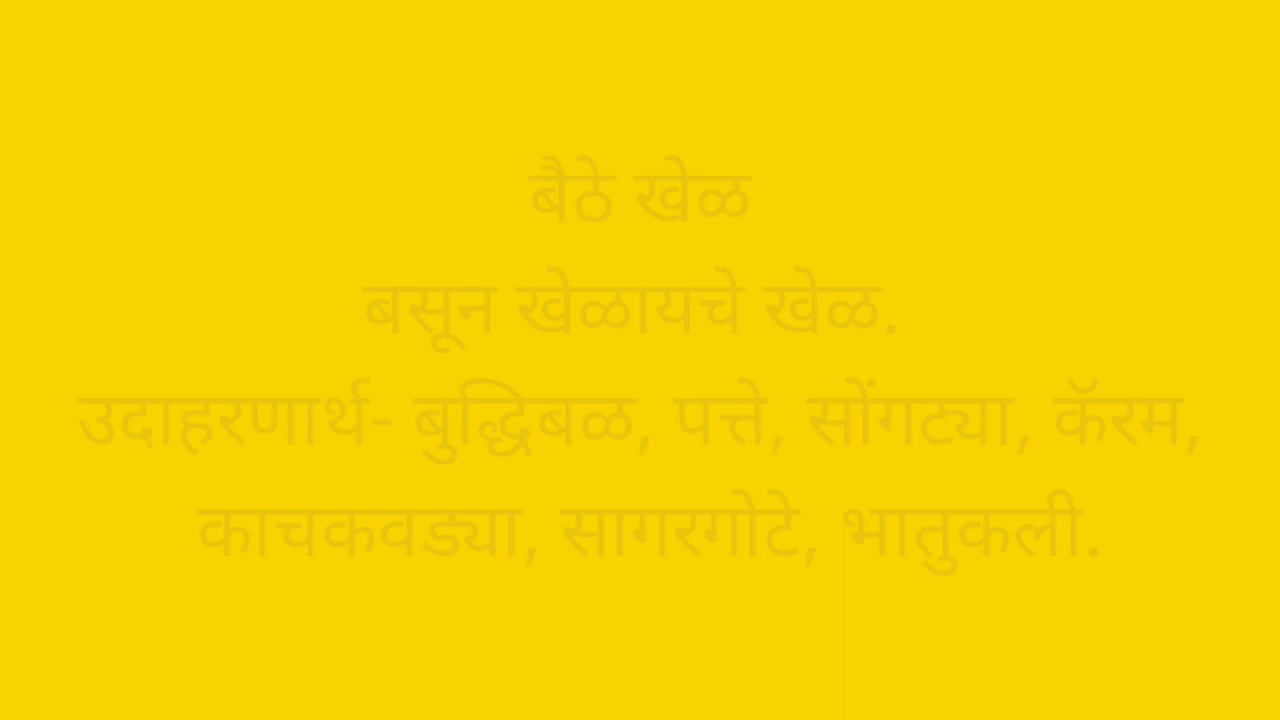 बैठे खेळ
बसून खेळायचे खेळ.
उदाहरणार्थ- बुद्धिबळ, पत्ते, सोंगट्या, कॅरम,
काचकवड्या, सागरगोटे, भातुकली.